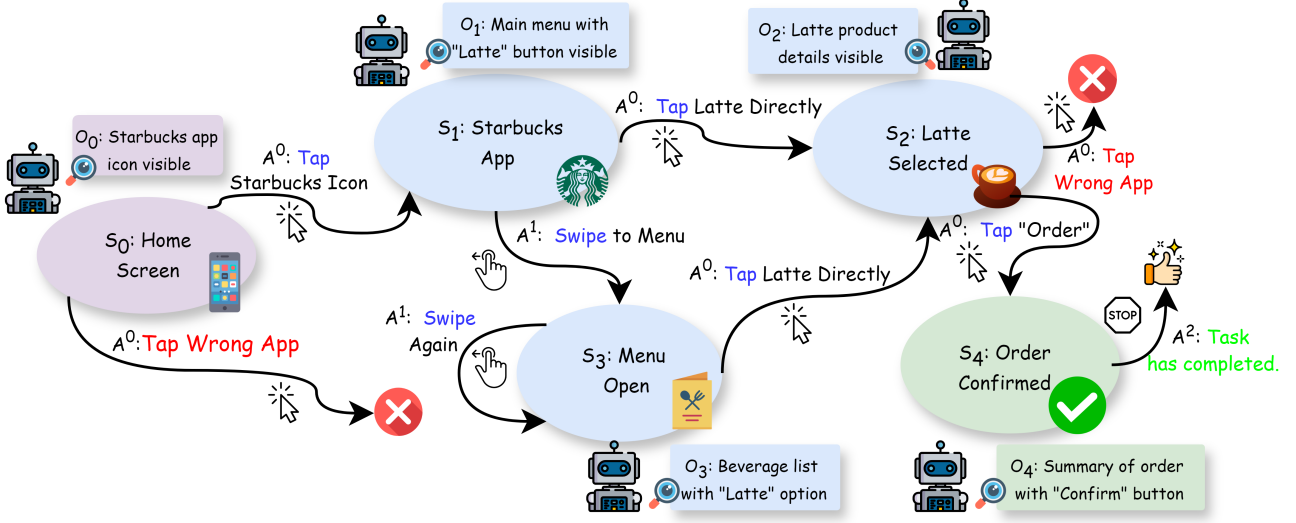 O0: Starbucks app
icon visible
S0: Home
Screen
A0: Tap
Starbucks Icon
A0:Tap Wrong App
O1: Main menu with
"Latte" button visible
S1: Starbucks
App
A0: Tap Latte Directly
A1: Swipe to Menu
A1: Swipe
Again
S3: Menu
Open
O3: Beverage list
with "Latte" option
A0: Tap Latte Directly
O2: Latte product
details visible
S2: Latte
Selected
A0: Tap
Wrong App
A0: Tap "Order"
S4: Order
Confirmed
STOP
A2: Task
has completed.
O4: Summary of order
with "Confirm" button